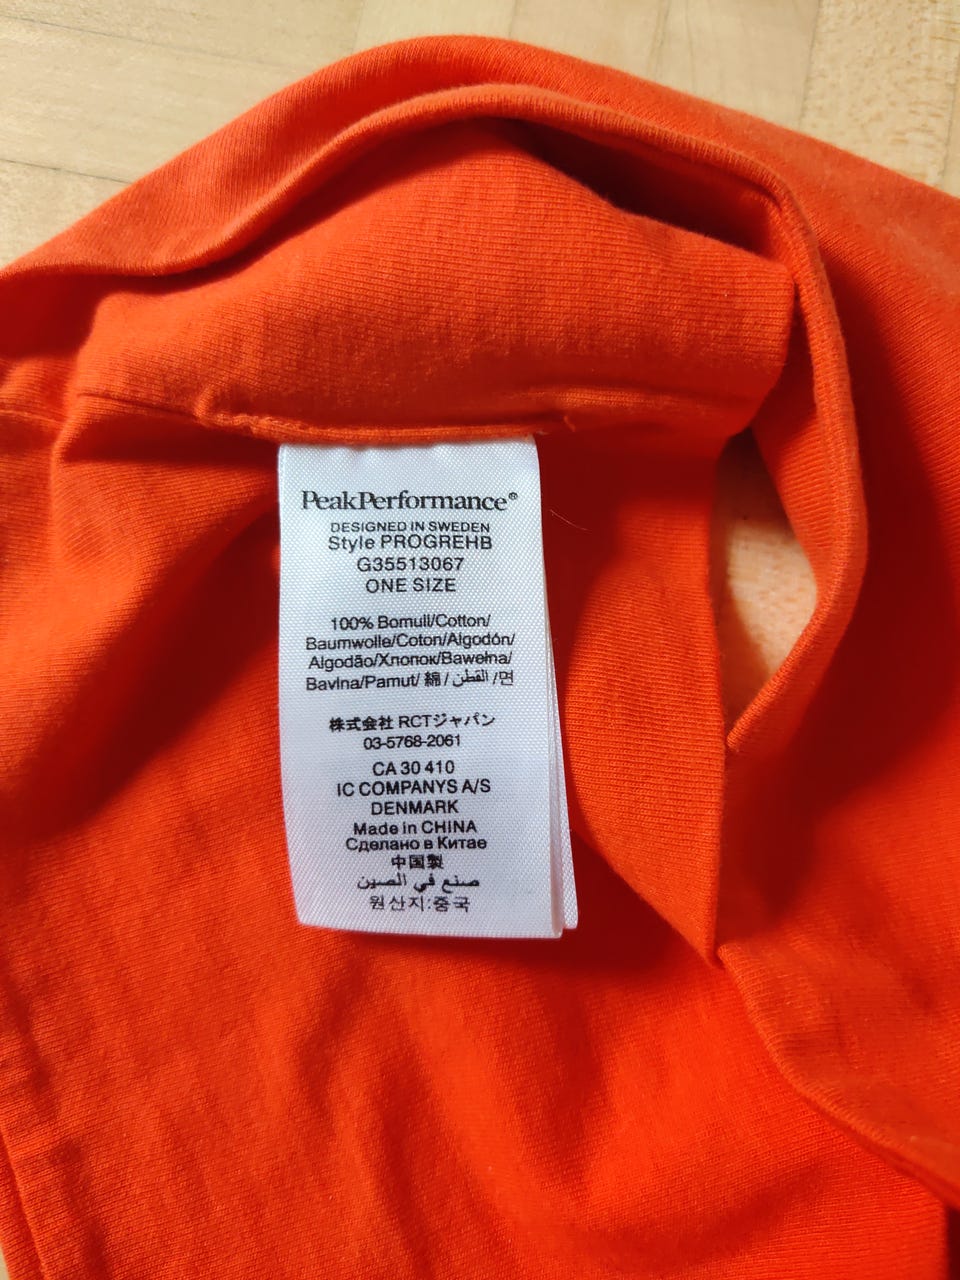 PeakPerformance®
DESIGNED IN SWEDEN
Style PROGREHB
G35513067
ONE SIZE
100% Bomull/Cotton/
Baumwolle/Coton/Algodón/
Algodão/Хлопок/Bawełna/
Bavlna/Pamut/ 綿 / القطن /면
株式会社 RCTジャパン
03-5768-2061
CA 30 410
IC COMPANYS A/S
DENMARK
Made in CHINA
Сделано в Китае
中国製
صنع في الصين
원산지:중국